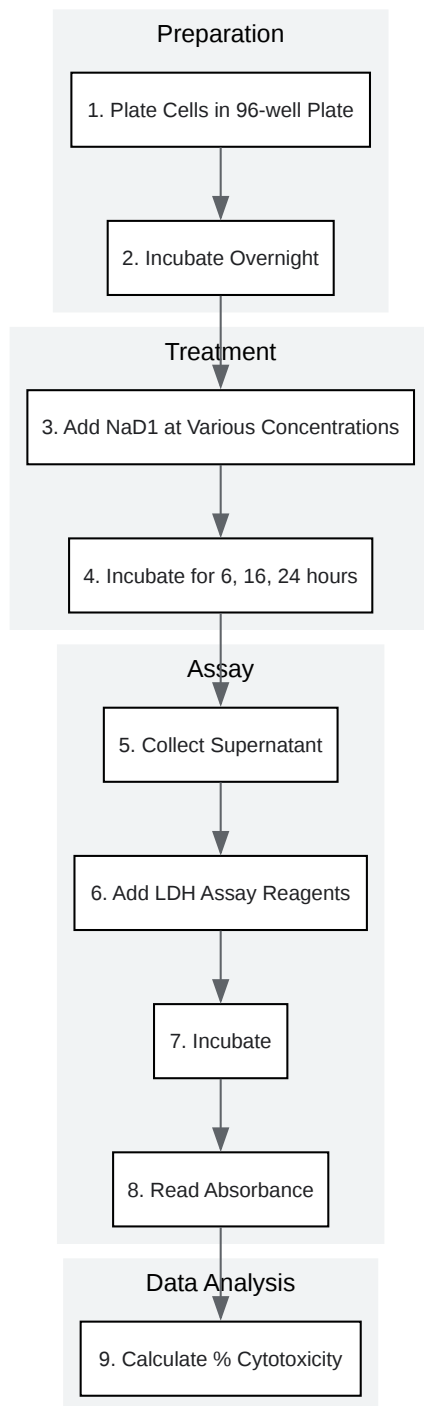 Preparation
1. Plate Cells in 96-well Plate
2. Incubate Overnight
Treatment
3. Add NaD1 at Various Concentrations
4. Incubate for 6, 16, 24 hours
Assay
5. Collect Supernatant
6. Add LDH Assay Reagents
7. Incubate
8. Read Absorbance
Data Analysis
9. Calculate % Cytotoxicity